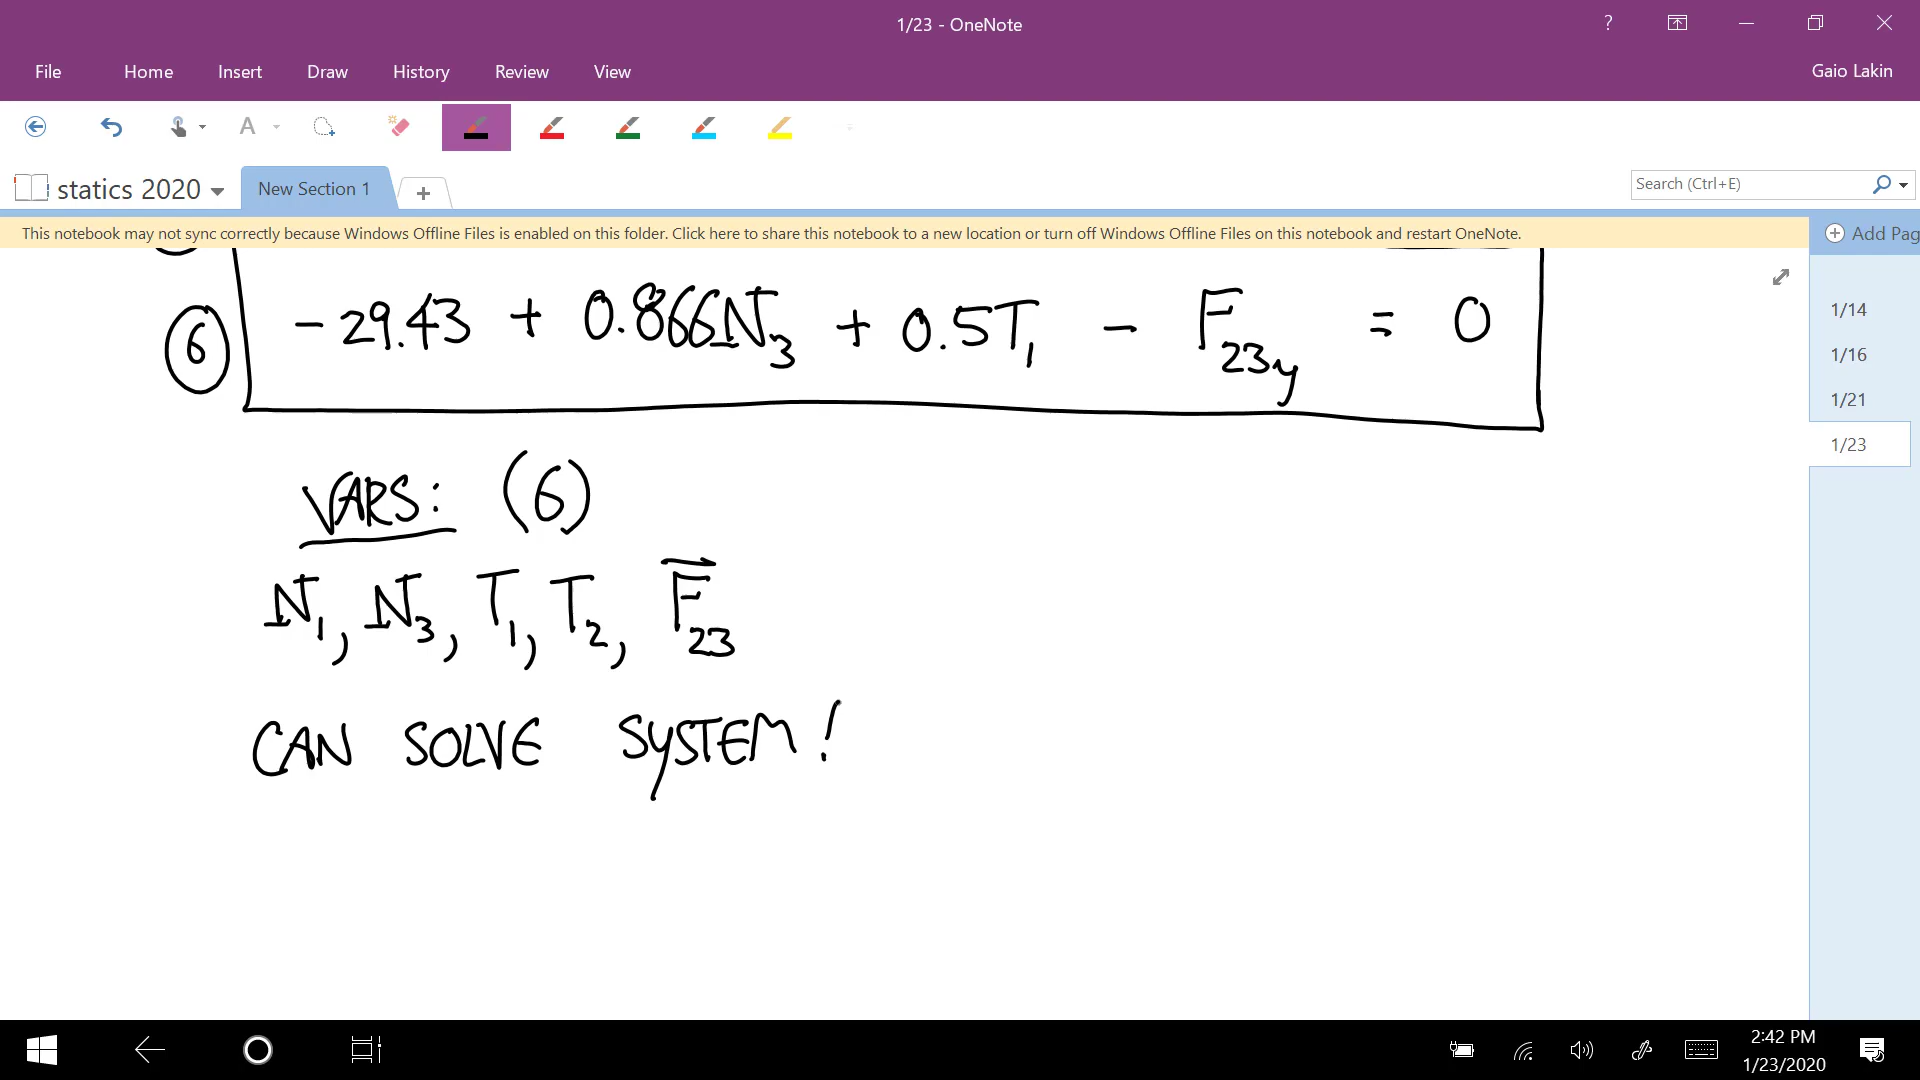 1/23 - OneNote
?
File Home Insert Draw History Review View
Gaio Lakin
A
statics 2020
New Section 1
+
Search (Ctrl+E)
This notebook may not sync correctly because Windows Offline Files is enabled on this folder. Click here to share this notebook to a new location or turn off Windows Offline Files on this notebook and restart OneNote.
Add Pag
1/14
1/16
1/21
1/23
⑥ - 29.43 + 0.866N₃ + 0.5T₁ - F₂₃y = 0
VARS: (6)
N₁, N₃, T₁, T₂, F⃗₂₃
CAN SOLVE SYSTEM!
2:42 PM
1/23/2020